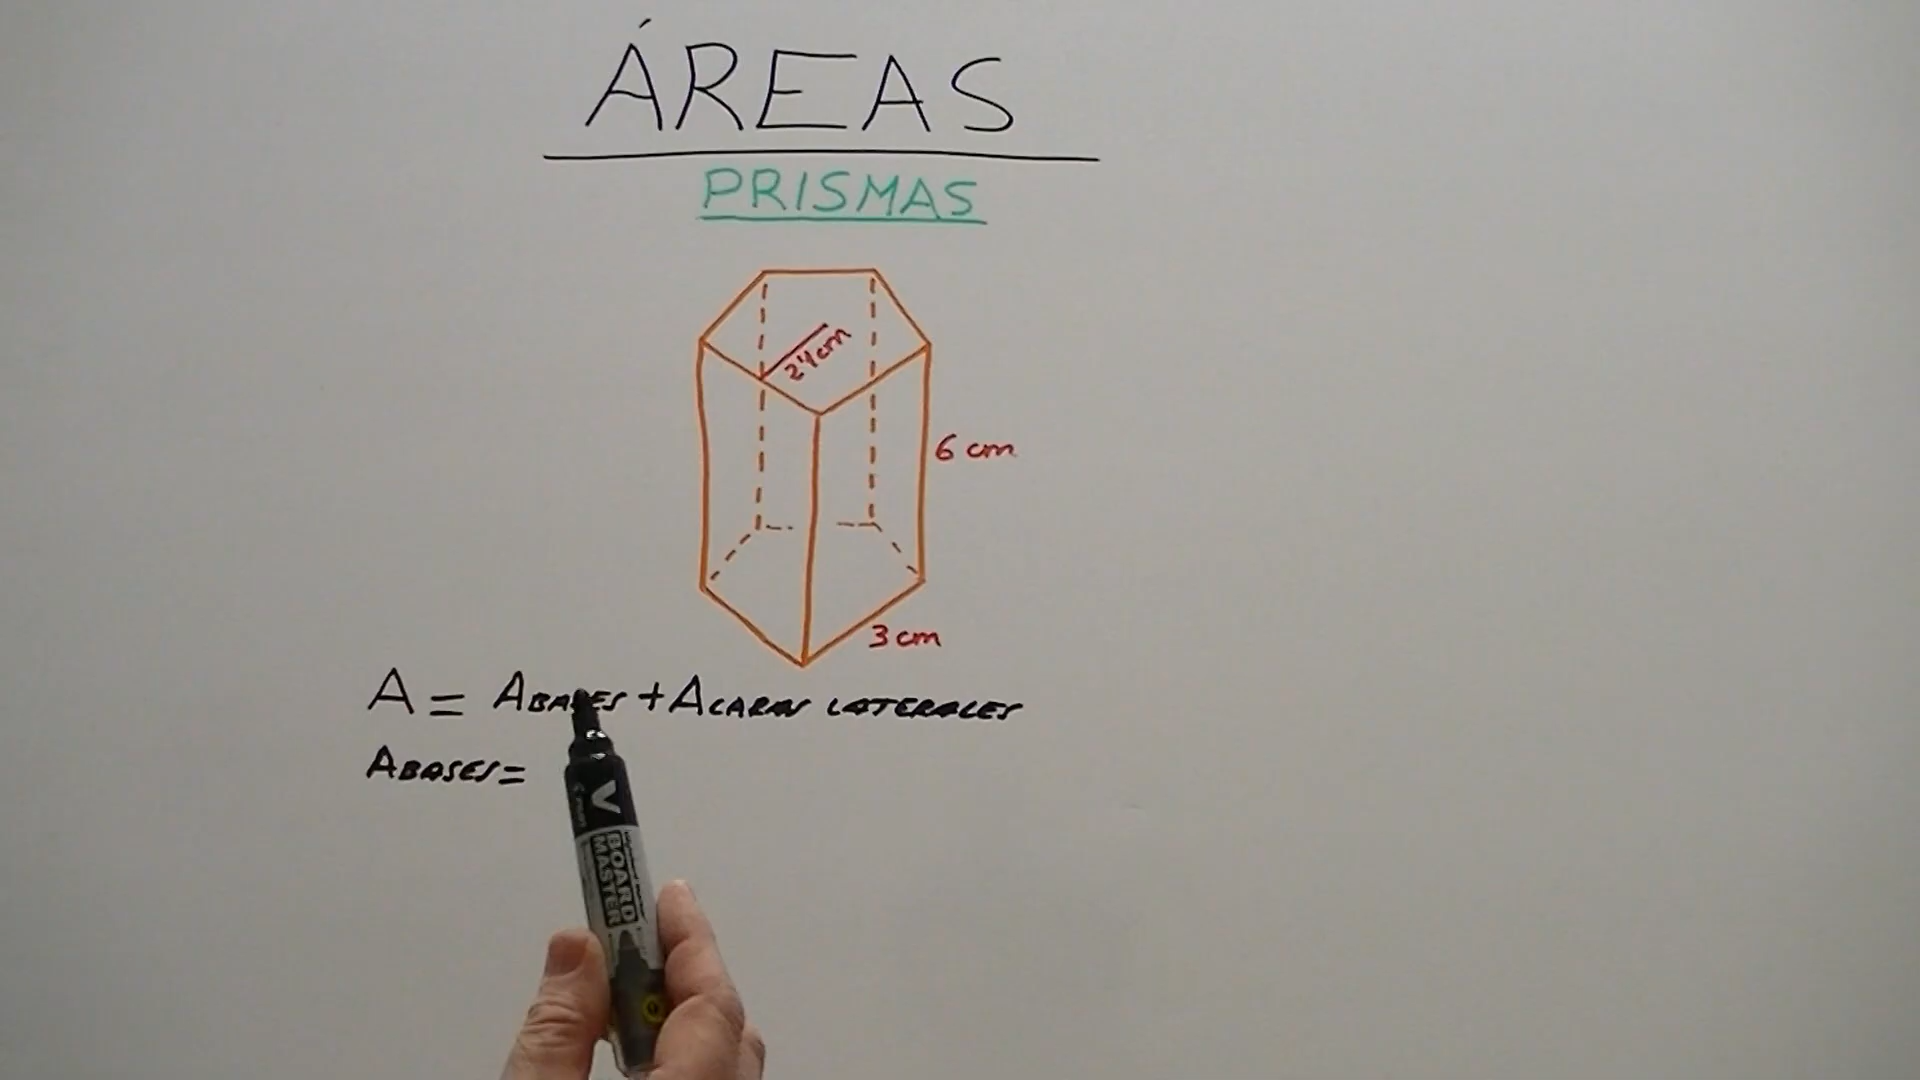 ÁREAS
PRISMAS
2'4cm
6 cm
3 cm
A = ABASES + ACARAS LATERALES
ABASES =
V BOARD
MASTER